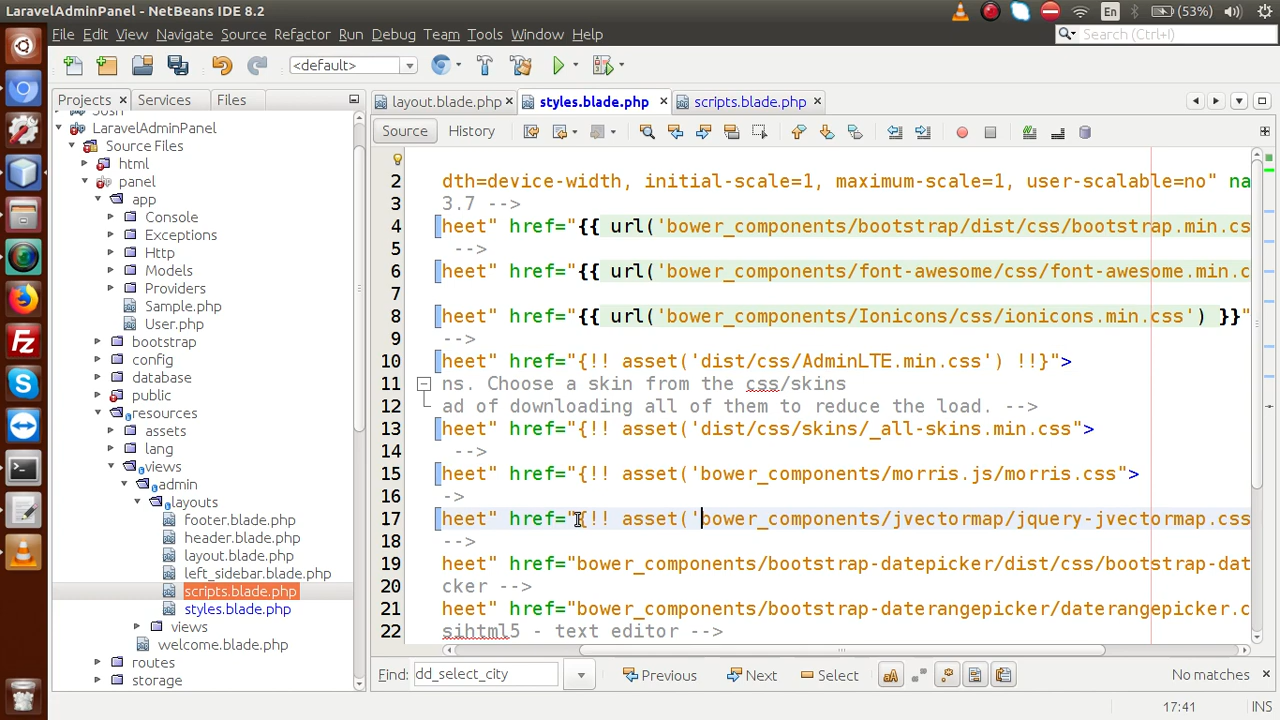 LaravelAdminPanel - NetBeans IDE 8.2
En
(53%)
File Edit View Navigate Source Refactor Run Debug Team Tools Window Help
Search (Ctrl+I)
<default>
Projects Services Files
layout.blade.php styles.blade.php scripts.blade.php
Source History
LaravelAdminPanel
Source Files
html
panel
app
Console
Exceptions
Http
Models
Providers
Sample.php
User.php
bootstrap
config
database
public
resources
assets
lang
views
admin
layouts
footer.blade.php
header.blade.php
layout.blade.php
left_sidebar.blade.php
scripts.blade.php
styles.blade.php
views
welcome.blade.php
routes
storage
2 dth=device-width, initial-scale=1, maximum-scale=1, user-scalable=no" na
3 3.7 -->
4 heet" href="{{ url('bower_components/bootstrap/dist/css/bootstrap.min.cs
5 -->
6 heet" href="{{ url('bower_components/font-awesome/css/font-awesome.min.c
7
8 heet" href="{{ url('bower_components/Ionicons/css/ionicons.min.css') }}"
9 -->
10 heet" href="{!! asset('dist/css/AdminLTE.min.css') !!}">
11 ns. Choose a skin from the css/skins
12 ad of downloading all of them to reduce the load. -->
13 heet" href="{!! asset('dist/css/skins/_all-skins.min.css">
14 -->
15 heet" href="{!! asset('bower_components/morris.js/morris.css">
16 ->
17 heet" href="{!! asset('bower_components/jvectormap/jquery-jvectormap.css
18 -->
19 heet" href="bower_components/bootstrap-datepicker/dist/css/bootstrap-dat
20 cker -->
21 heet" href="bower_components/bootstrap-daterangepicker/daterangepicker.c
22 sihtml5 - text editor -->
Find: dd_select_city Previous Next Select aA No matches
17:41 INS